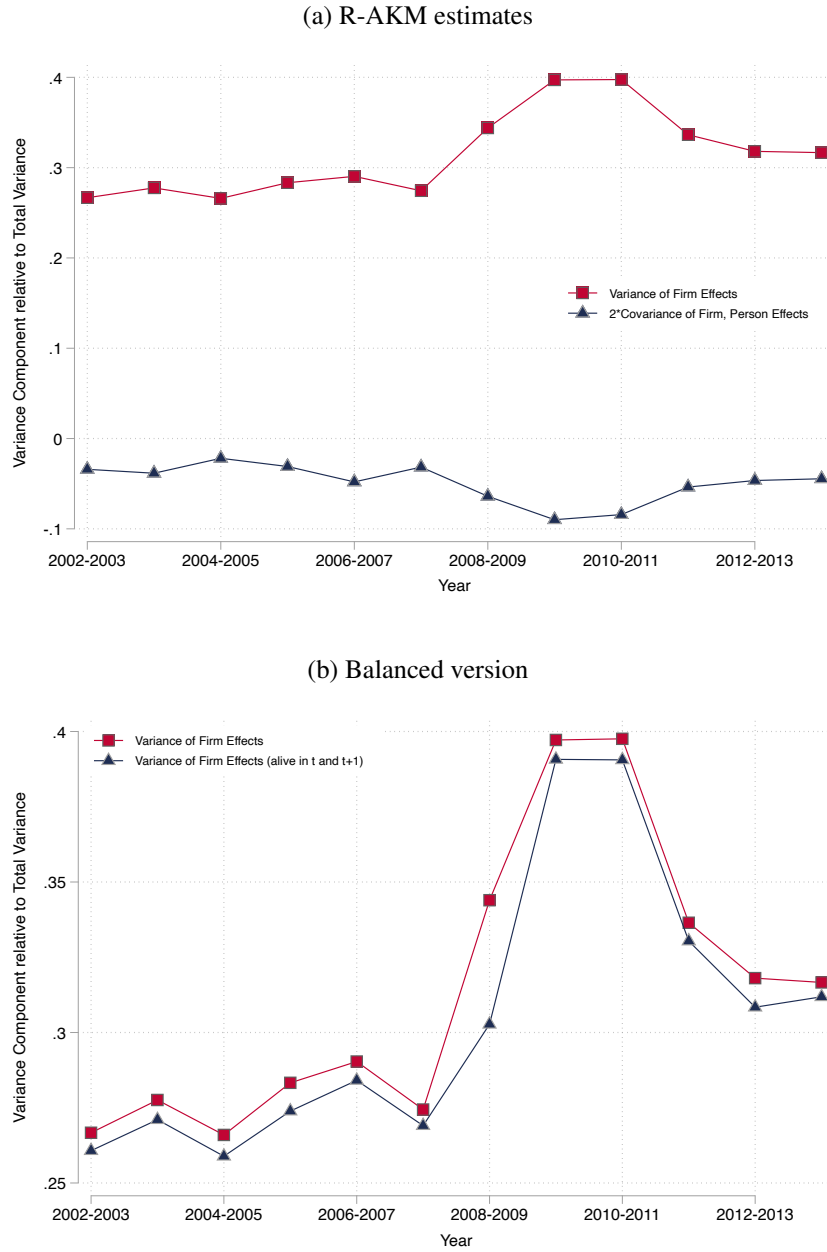 (a) R-AKM estimates
.4
.3
.2
.1
0
-.1
Variance Component relative to Total Variance
Variance of Firm Effects
2*Covariance of Firm, Person Effects
2002-2003
2004-2005
2006-2007
2008-2009
2010-2011
2012-2013
Year
(b) Balanced version
.4
.35
.3
.25
Variance Component relative to Total Variance
Variance of Firm Effects
Variance of Firm Effects (alive in t and t+1)
2002-2003
2004-2005
2006-2007
2008-2009
2010-2011
2012-2013
Year